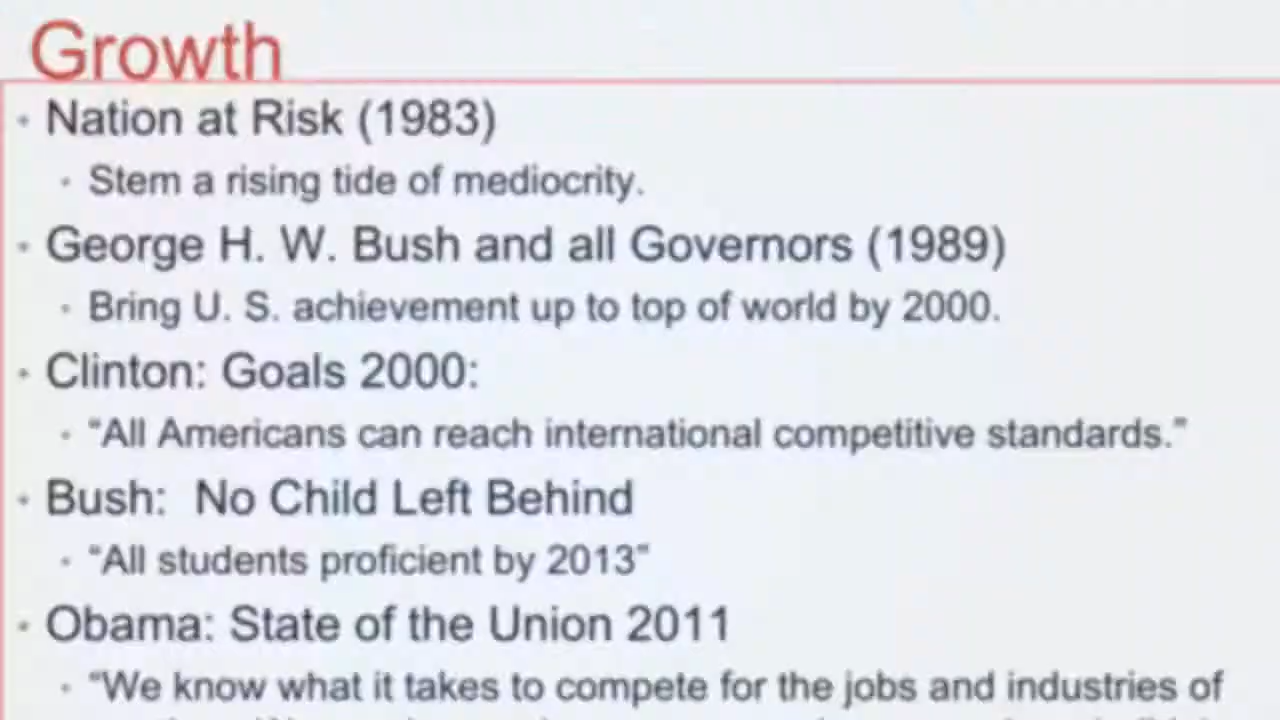 Growth
• Nation at Risk (1983)
• Stem a rising tide of mediocrity.
• George H. W. Bush and all Governors (1989)
• Bring U. S. achievement up to top of world by 2000.
• Clinton: Goals 2000:
• “All Americans can reach international competitive standards.”
• Bush:  No Child Left Behind
• “All students proficient by 2013”
• Obama: State of the Union 2011
• “We know what it takes to compete for the jobs and industries of